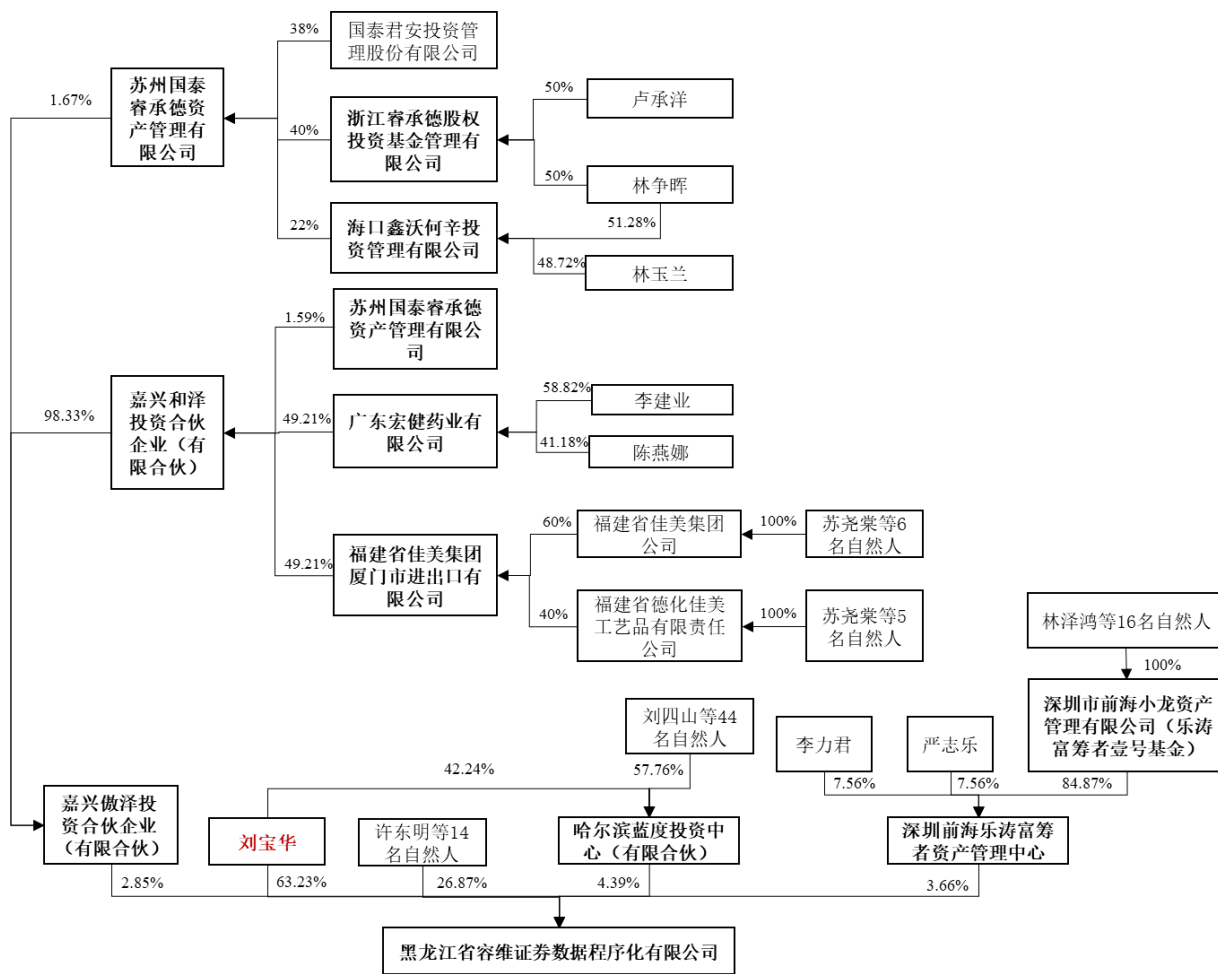 38%
国泰君安投资管
理股份有限公司
1.67%
苏州国泰
睿承德资
产管理有
限公司
40%
浙江睿承德股权
投资基金管理有
限公司
50%
卢承洋
50%
林争晖
51.28%
22%
海口鑫沃何辛投
资管理有限公司
48.72%
林玉兰
1.59%
苏州国泰睿承德
资产管理有限公
司
98.33%
嘉兴和泽
投资合伙
企业（有
限合伙）
49.21%
广东宏健药业有
限公司
58.82%
李建业
41.18%
陈燕娜
49.21%
福建省佳美集团
厦门市进出口有
限公司
60%
福建省佳美集团
公司
100%
苏尧棠等6
名自然人
40%
福建省德化佳美
工艺品有限责任
公司
100%
苏尧棠等5
名自然人
林泽鸿等16名自然人
100%
深圳市前海小龙资产
管理有限公司（乐涛
富筹者壹号基金）
刘四山等44
名自然人
李力君
严志乐
42.24%
57.76%
7.56%
7.56%
84.87%
嘉兴傲泽投
资合伙企业
（有限合伙）
刘宝华
许东明等14
名自然人
哈尔滨蓝度投资中
心（有限合伙）
深圳前海乐涛富筹
者资产管理中心
2.85%
63.23%
26.87%
4.39%
3.66%
黑龙江省容维证券数据程序化有限公司